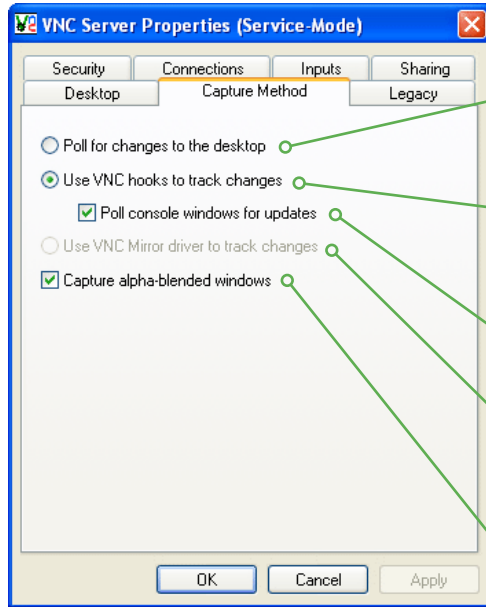 VNC Server Properties (Service-Mode)
Security Connections Inputs Sharing
Desktop Capture Method Legacy
Poll for changes to the desktop
Use VNC hooks to track changes
Poll console windows for updates
Use VNC Mirror driver to track changes
Capture alpha-blended windows
OK Cancel Apply